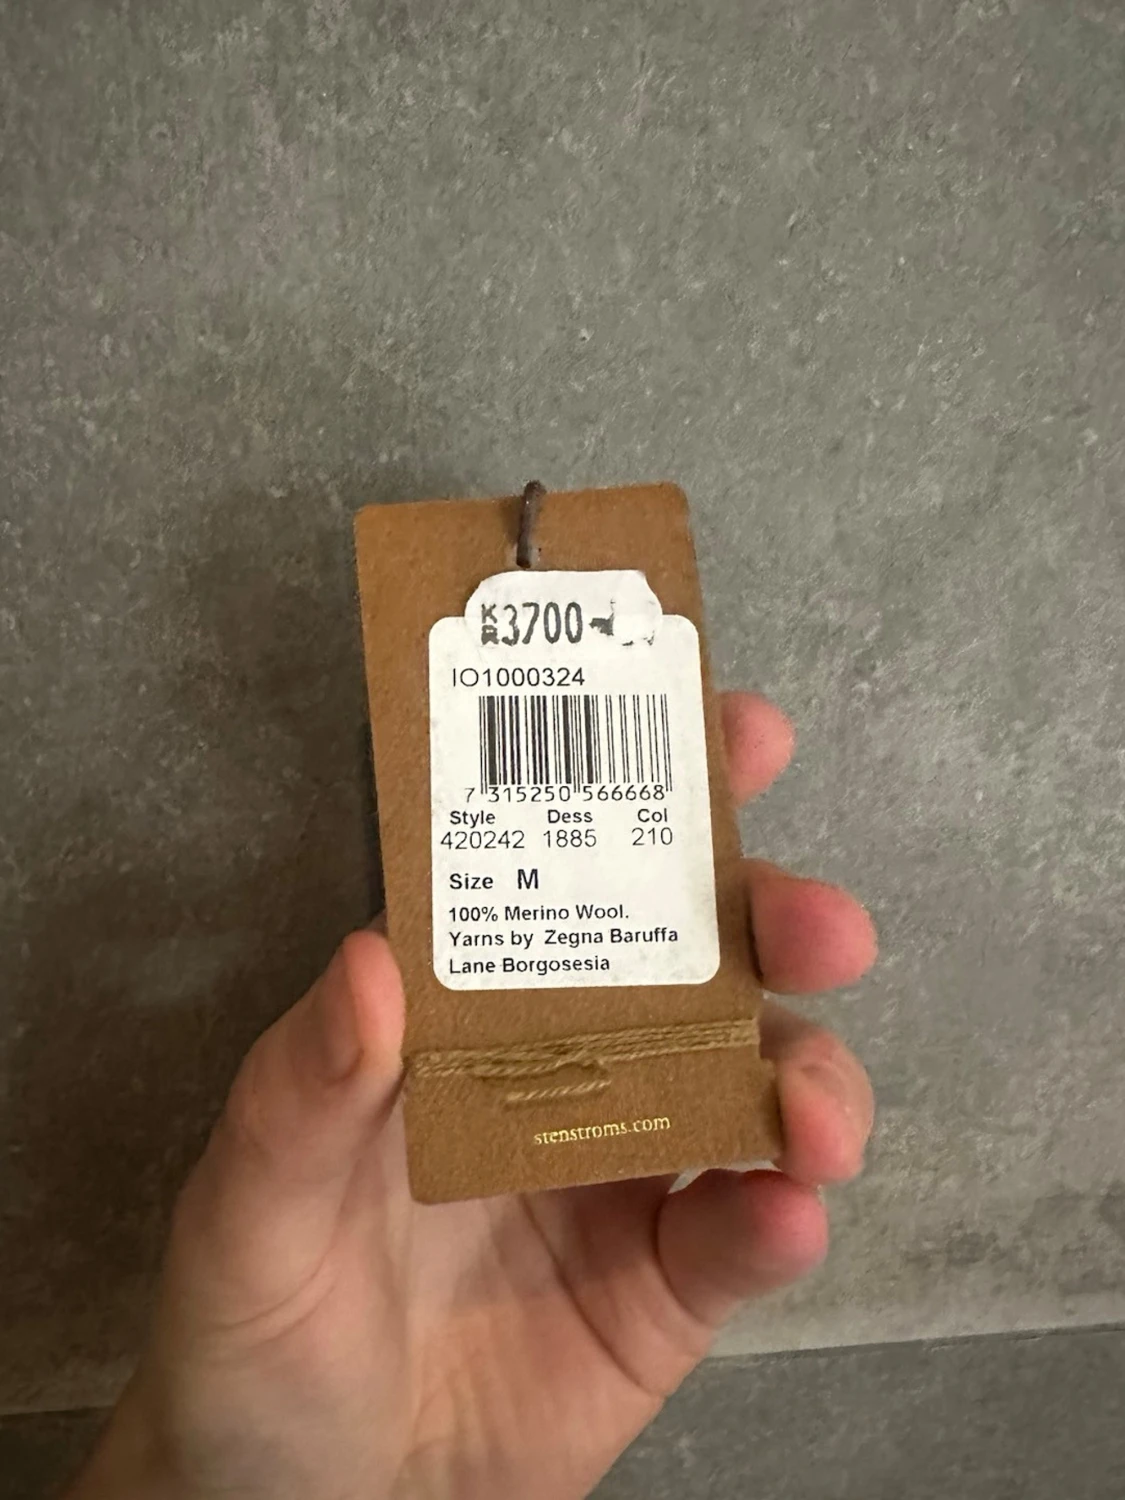 KR 3700
IO1000324
7 315250 566668
Style Dess Col
420242 1885 210
Size M
100% Merino Wool.
Yarns by Zegna Baruffa
Lane Borgosesia
stenstroms.com